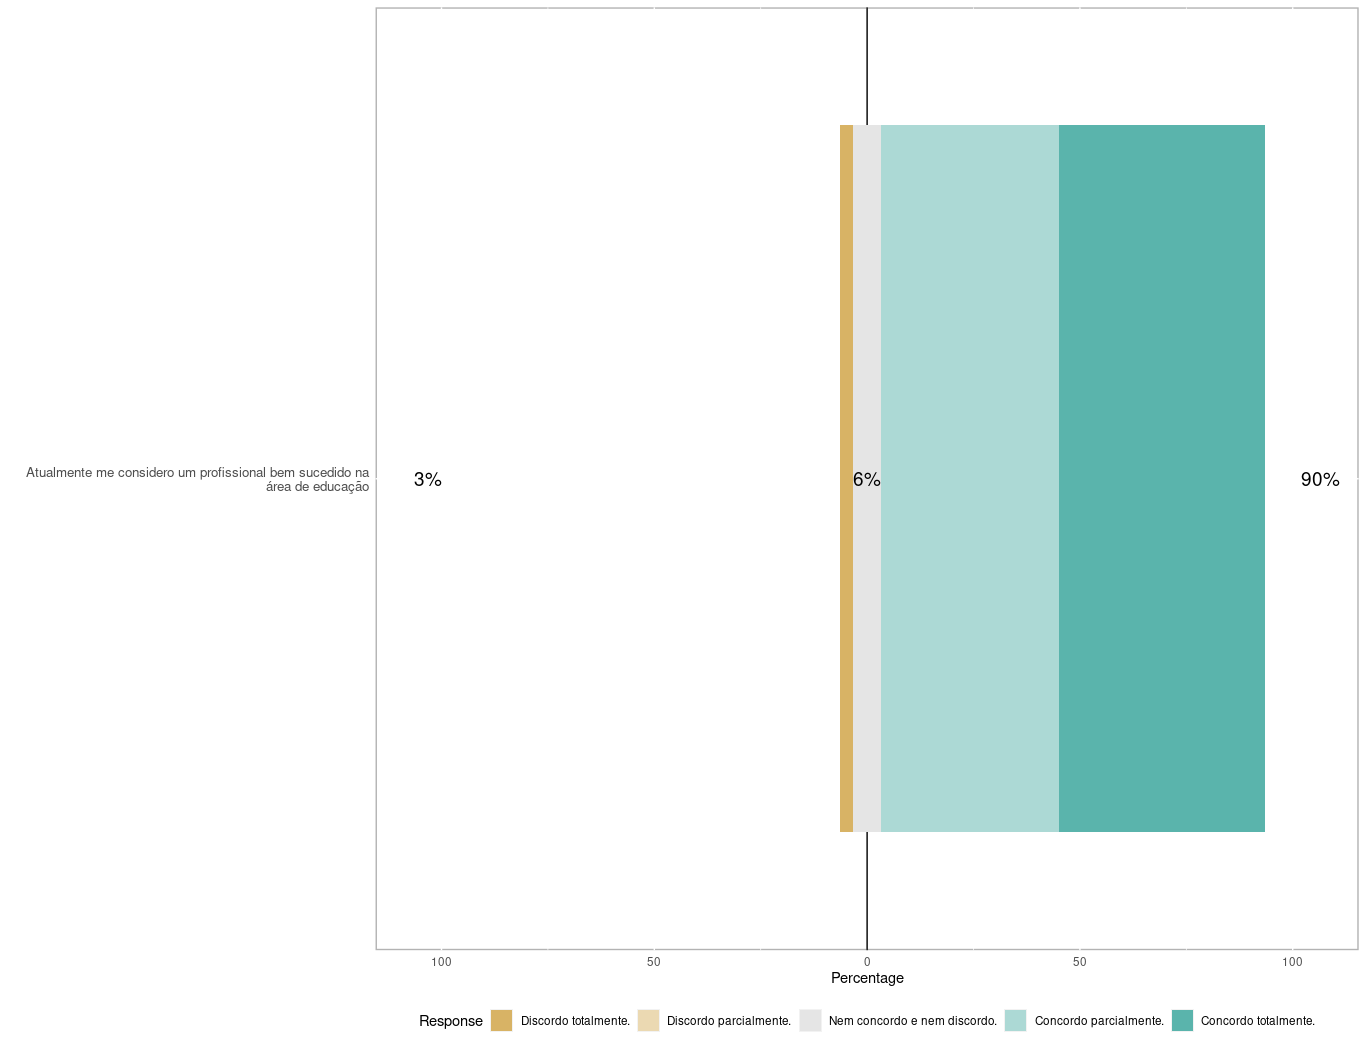 Atualmente me considero um profissional bem sucedido na
área de educação
3%
6%
90%
100
50
0
50
100
Percentage
Response
Discordo totalmente.
Discordo parcialmente.
Nem concordo e nem discordo.
Concordo parcialmente.
Concordo totalmente.